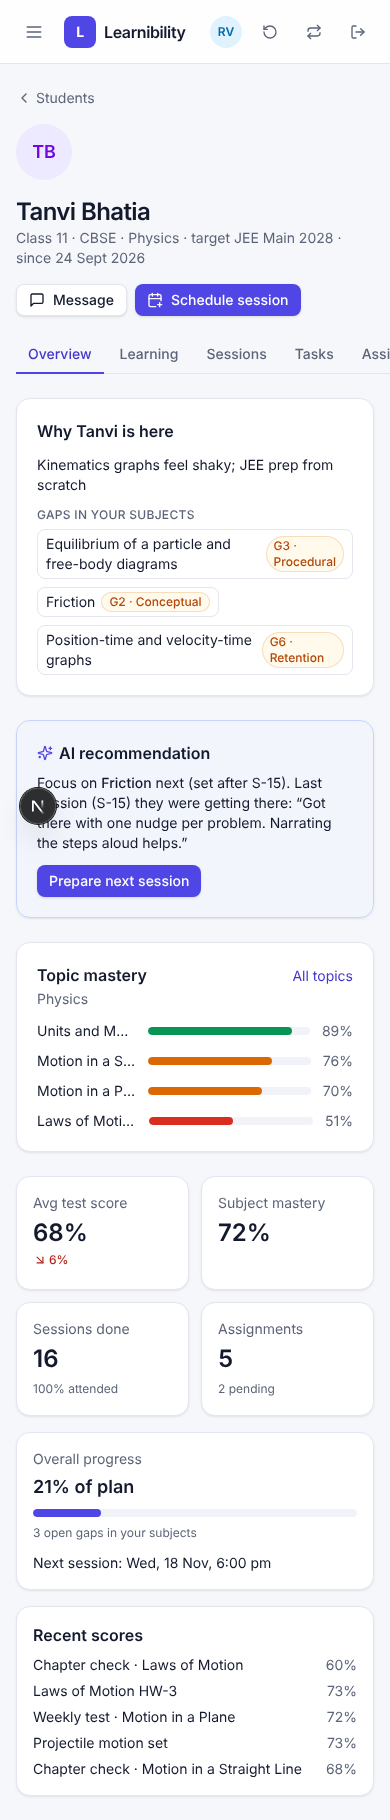 L Learnibility RV
Students
TB
Tanvi Bhatia
Class 11 · CBSE · Physics · target JEE Main 2028 ·
since 24 Sept 2026
Message Schedule session
Overview Learning Sessions Tasks Assi
Why Tanvi is here
Kinematics graphs feel shaky; JEE prep from
scratch
GAPS IN YOUR SUBJECTS
Equilibrium of a particle and
free-body diagrams
G3 ·
Procedural
Friction G2 · Conceptual
Position-time and velocity-time
graphs
G6 ·
Retention
AI recommendation
Focus on Friction next (set after S-15). Last
session (S-15) they were getting there: “Got
there with one nudge per problem. Narrating
the steps aloud helps.”
N
Prepare next session
Topic mastery All topics
Physics
Units and M... 89%
Motion in a S... 76%
Motion in a P... 70%
Laws of Moti... 51%
Avg test score
68%
6%
Subject mastery
72%
Sessions done
16
100% attended
Assignments
5
2 pending
Overall progress
21% of plan
3 open gaps in your subjects
Next session: Wed, 18 Nov, 6:00 pm
Recent scores
Chapter check · Laws of Motion 60%
Laws of Motion HW-3 73%
Weekly test · Motion in a Plane 72%
Projectile motion set 73%
Chapter check · Motion in a Straight Line 68%